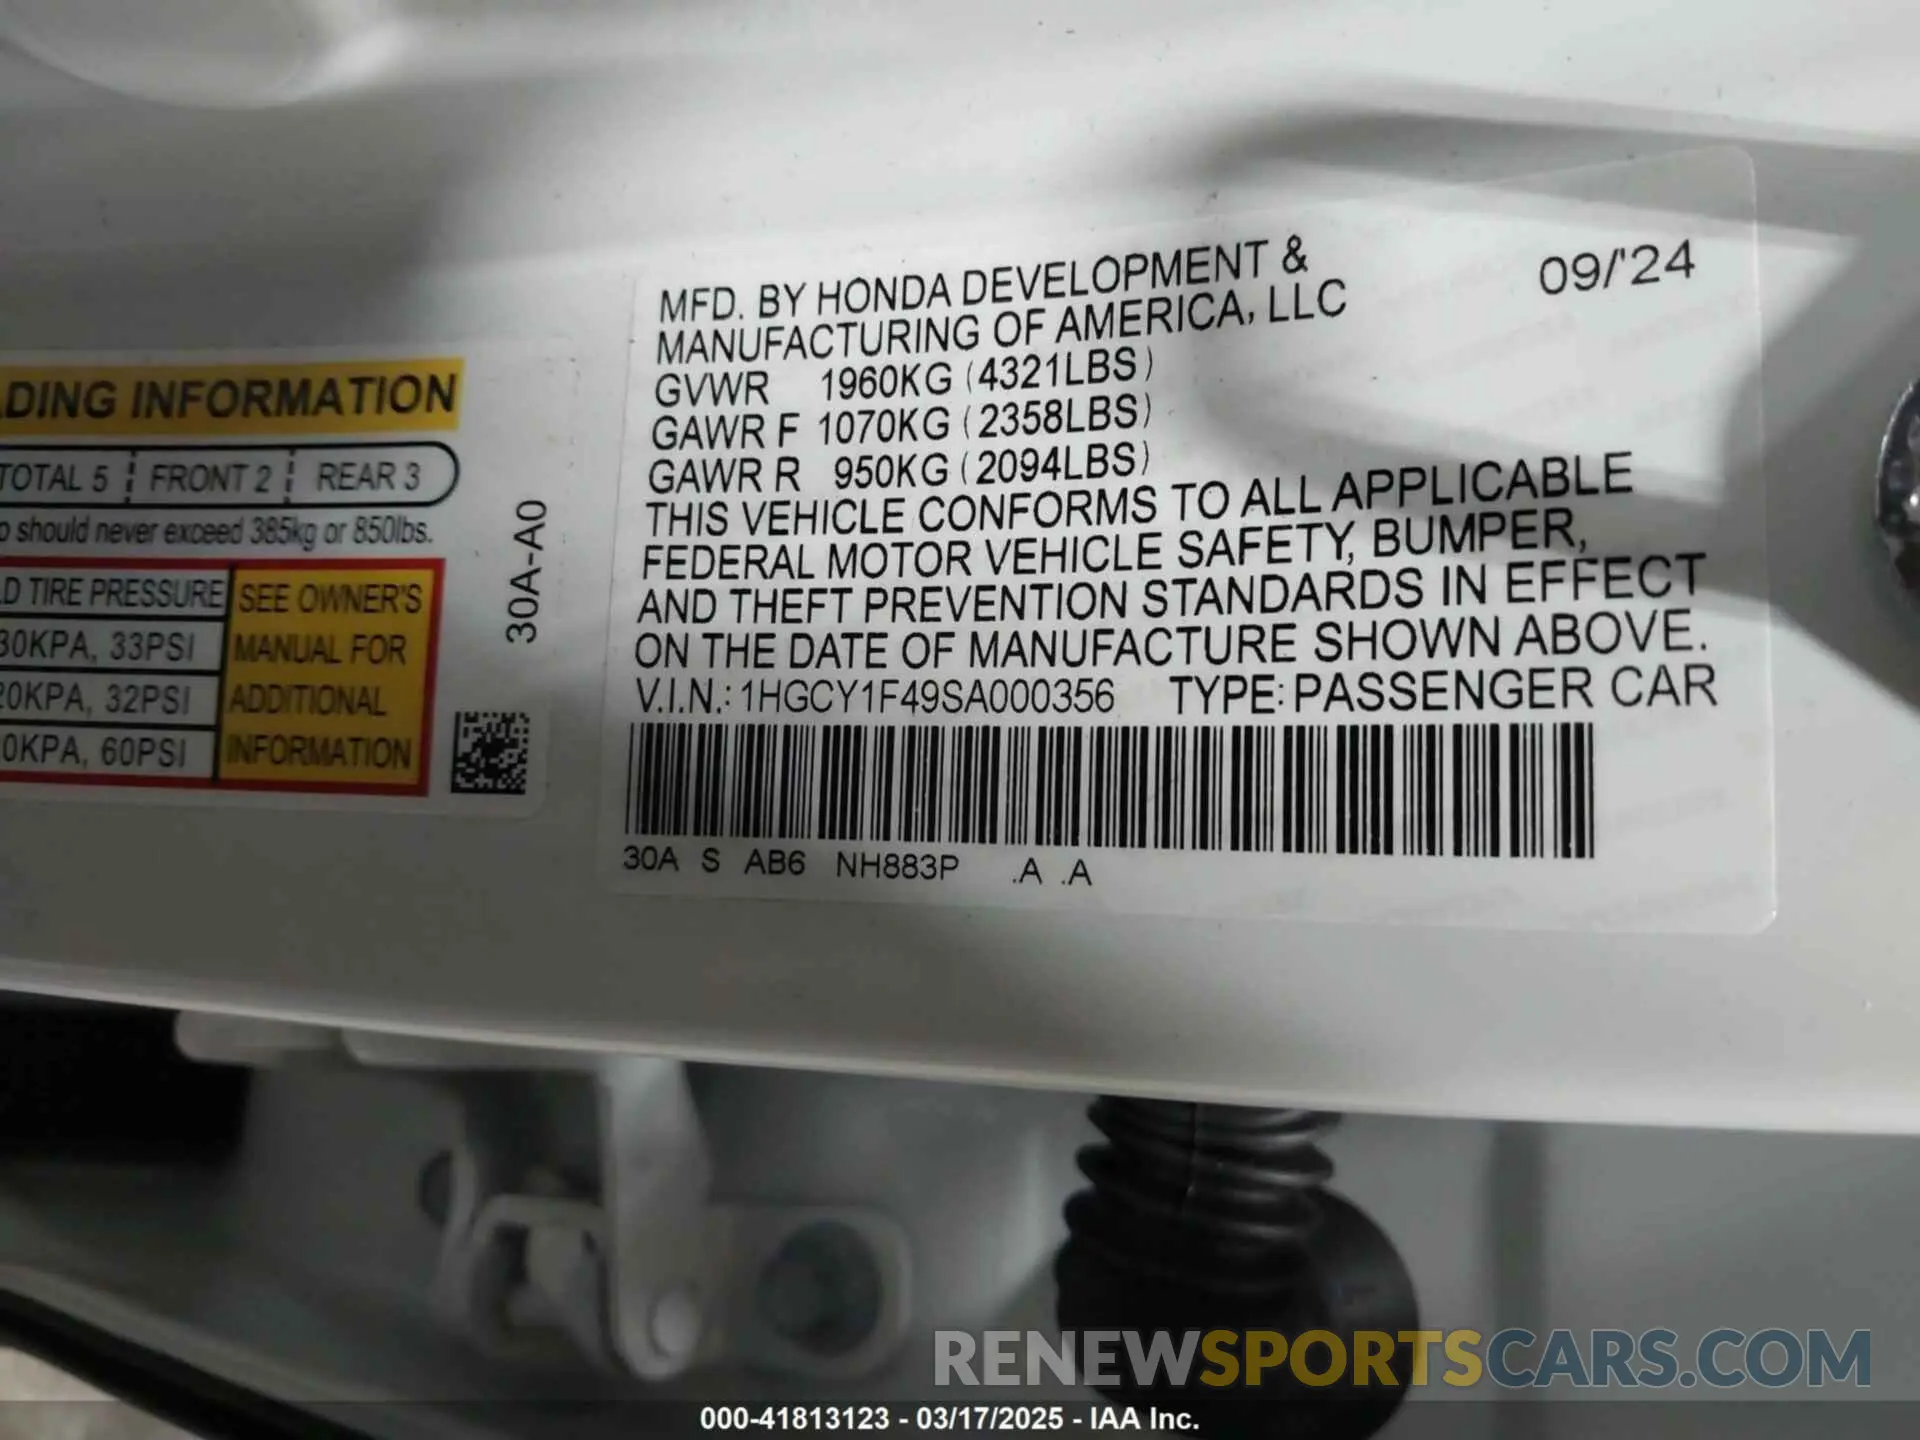 MFD. BY HONDA DEVELOPMENT &
MANUFACTURING OF AMERICA, LLC
09/'24
GVWR 1960KG (4321LBS)
GAWR F 1070KG (2358LBS)
GAWR R 950KG (2094LBS)
THIS VEHICLE CONFORMS TO ALL APPLICABLE
FEDERAL MOTOR VEHICLE SAFETY, BUMPER,
AND THEFT PREVENTION STANDARDS IN EFFECT
ON THE DATE OF MANUFACTURE SHOWN ABOVE.
V.I.N.: 1HGCY1F49SA000356 TYPE: PASSENGER CAR
30A S AB6 NH883P .A .A
ADING INFORMATION
TOTAL 5 FRONT 2 REAR 3
o should never exceed 385kg or 850lbs.
LD TIRE PRESSURE
30KPA, 33PSI
20KPA, 32PSI
0KPA, 60PSI
SEE OWNER'S
MANUAL FOR
ADDITIONAL
INFORMATION
30A-A0
RENEWSPORTSCARS.COM
000-41813123 - 03/17/2025 - IAA Inc.